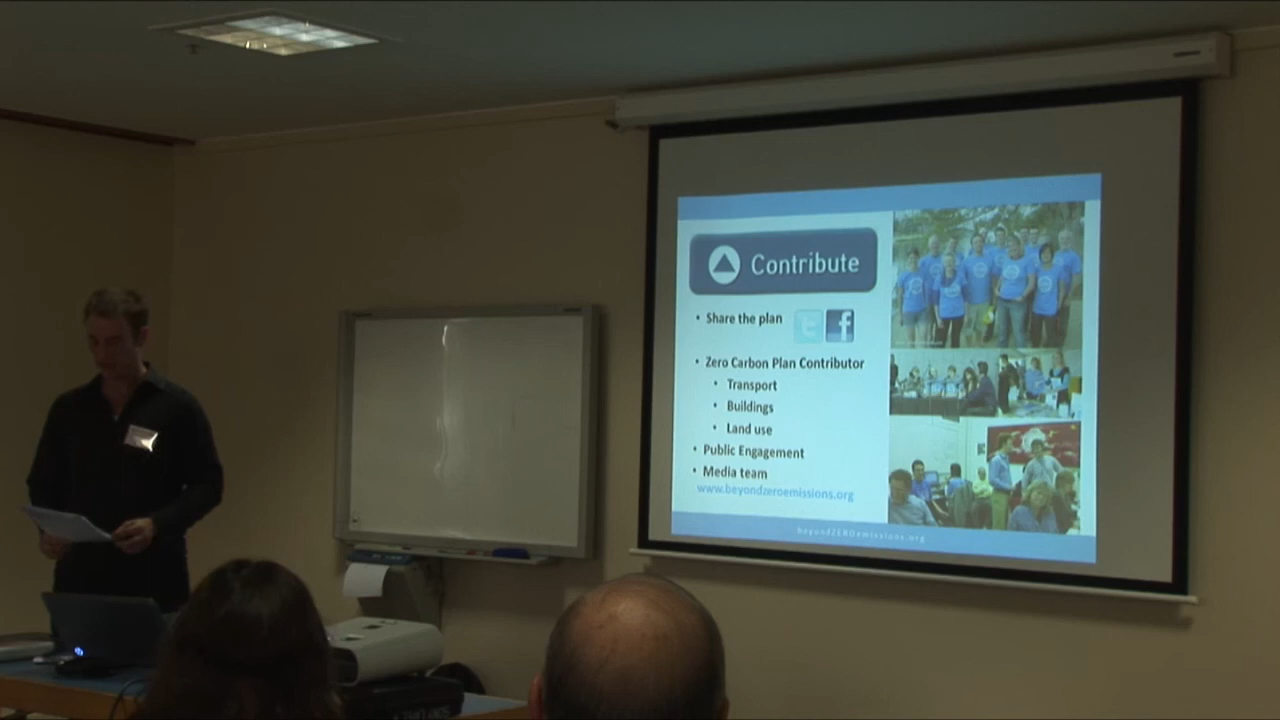 Contribute
• Share the plan
• Zero Carbon Plan Contributor
• Transport
• Buildings
• Land use
• Public Engagement
• Media team
www.beyondzeroemissions.org
beyondZEROemissions.org